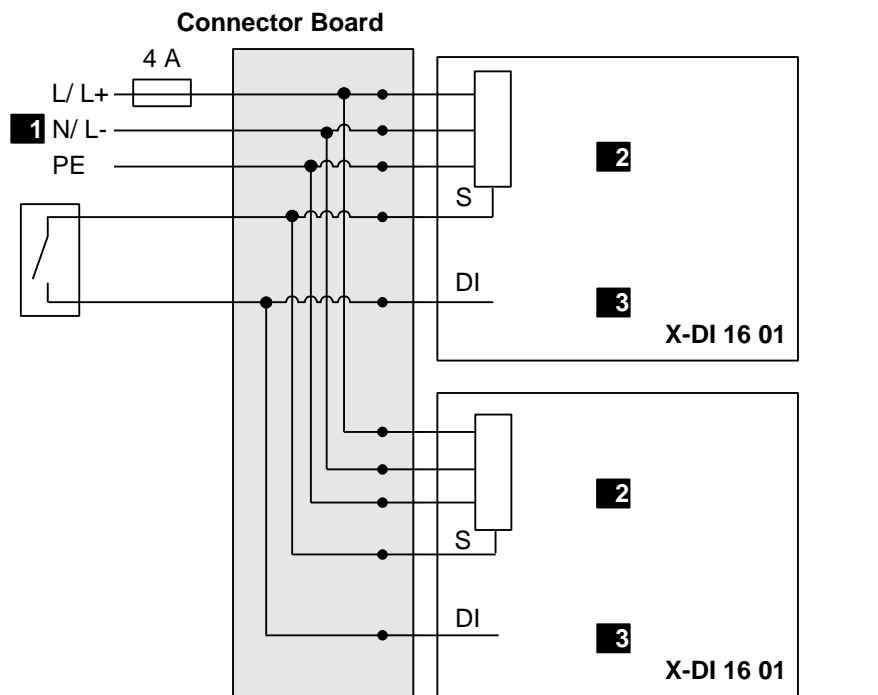 Connector Board
4 A
L/ L+
1 N/ L-
PE
2
S
DI
3
X-DI 16 01
2
S
DI
3
X-DI 16 01